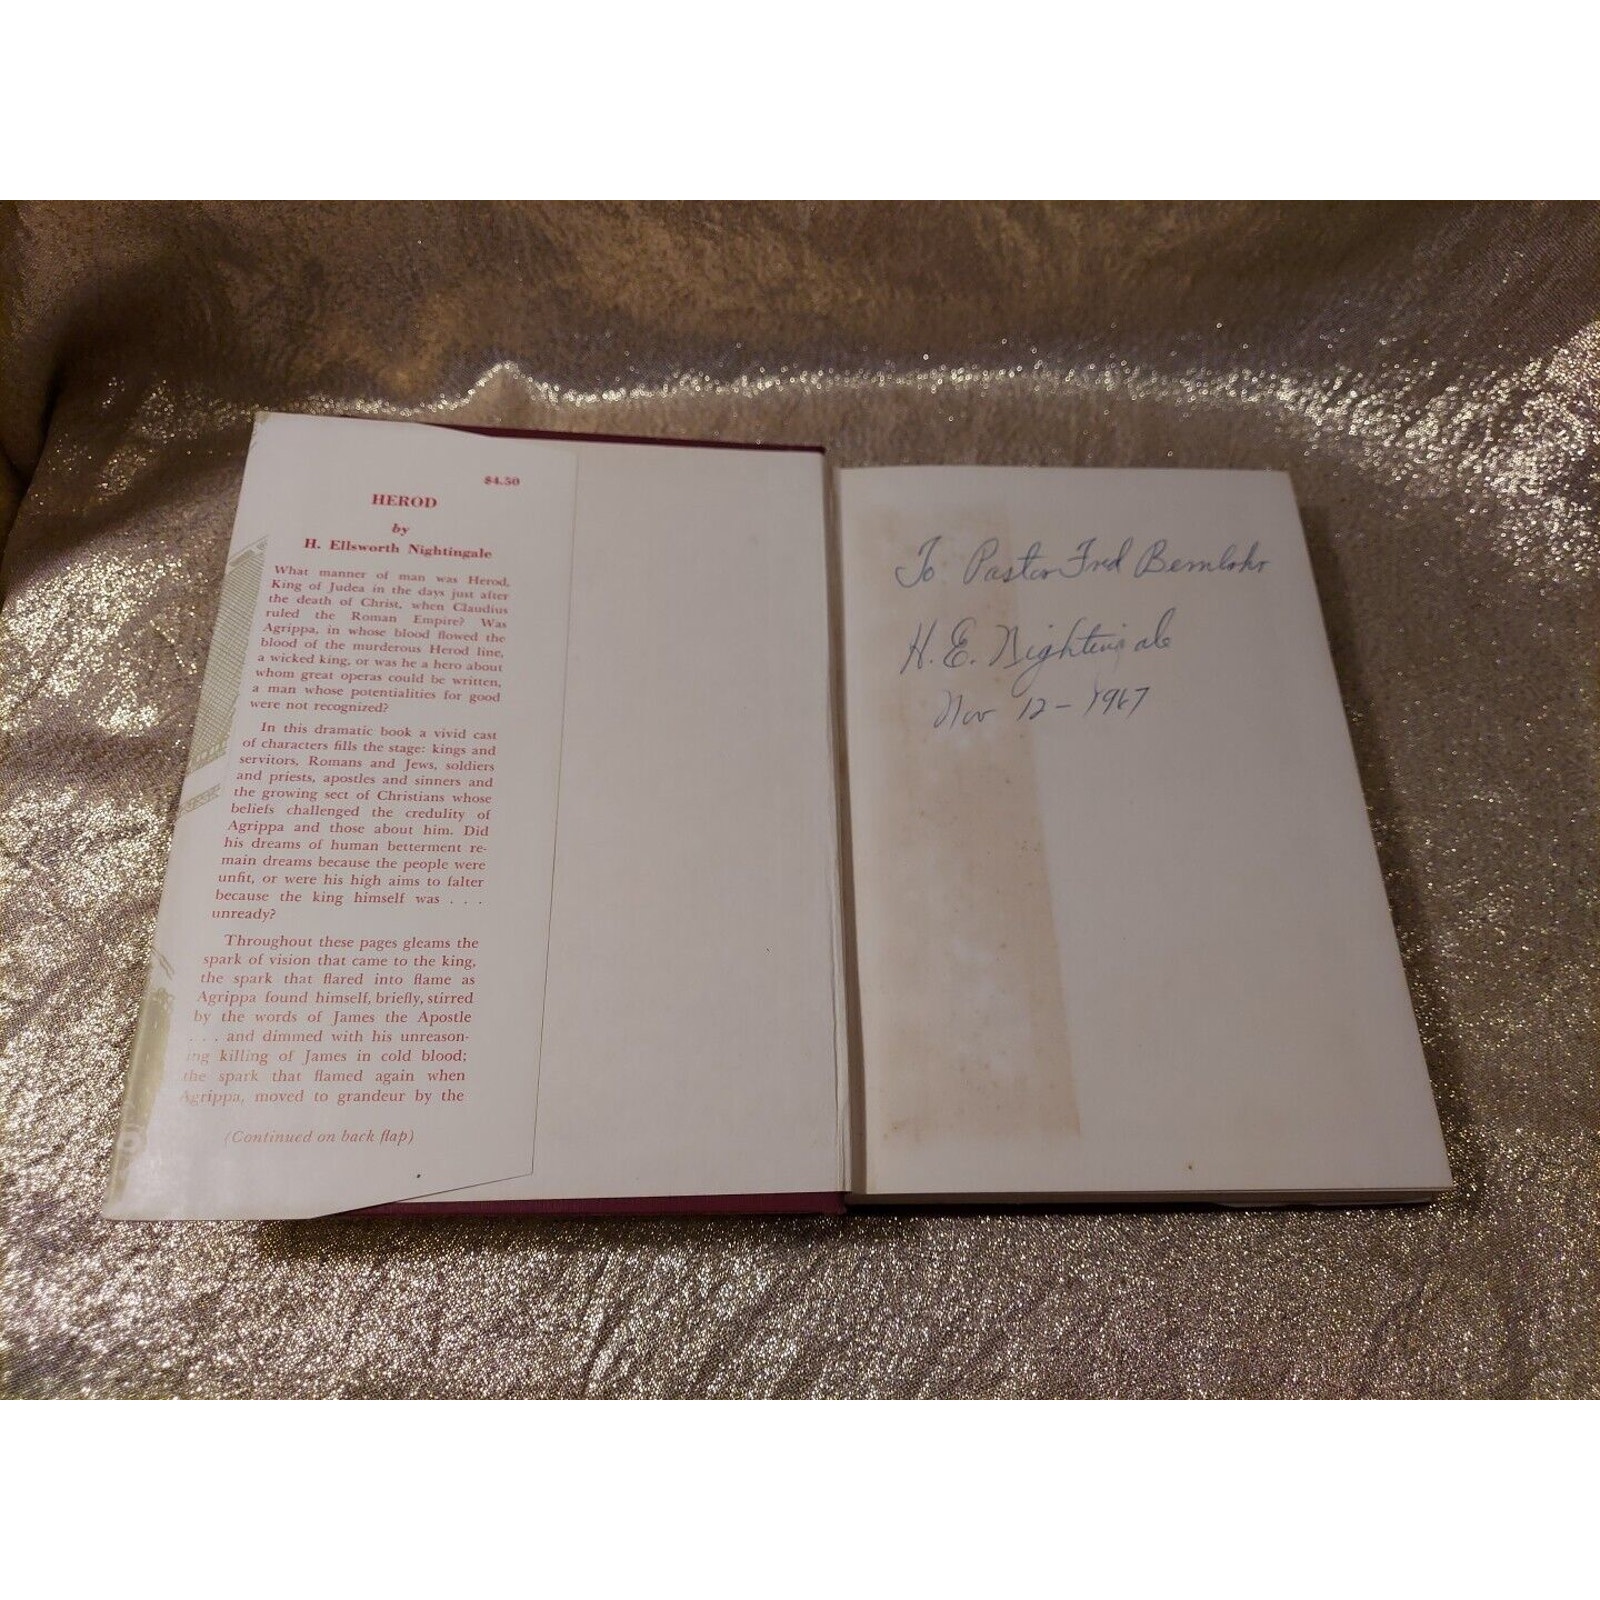 $4.50
HEROD
by
H. Ellsworth Nightingale
What manner of man was Herod,
King of Judea in the days just after
the death of Christ, when Claudius
ruled the Roman Empire? Was
Agrippa, in whose blood flowed the
blood of the murderous Herod line,
a wicked king, or was he a hero about
whom great operas could be written,
a man whose potentialities for good
were not recognized?
In this dramatic book a vivid cast
of characters fills the stage: kings and
servitors, Romans and Jews, soldiers
and priests, apostles and sinners and
the growing sect of Christians whose
beliefs challenged the credulity of
Agrippa and those about him. Did
his dreams of human betterment re-
main dreams because the people were
unfit, or were his high aims to falter
because the king himself was . . .
unready?
Throughout these pages gleams the
spark of vision that came to the king,
the spark that flared into flame as
Agrippa found himself, briefly, stirred
by the words of James the Apostle
. . . and dimmed with his unreason-
ing killing of James in cold blood;
the spark that flamed again when
Agrippa, moved to grandeur by the
(Continued on back flap)
To Pastor Fred Bernlohr
H. E. Nightingale
Nov 12 - 1967